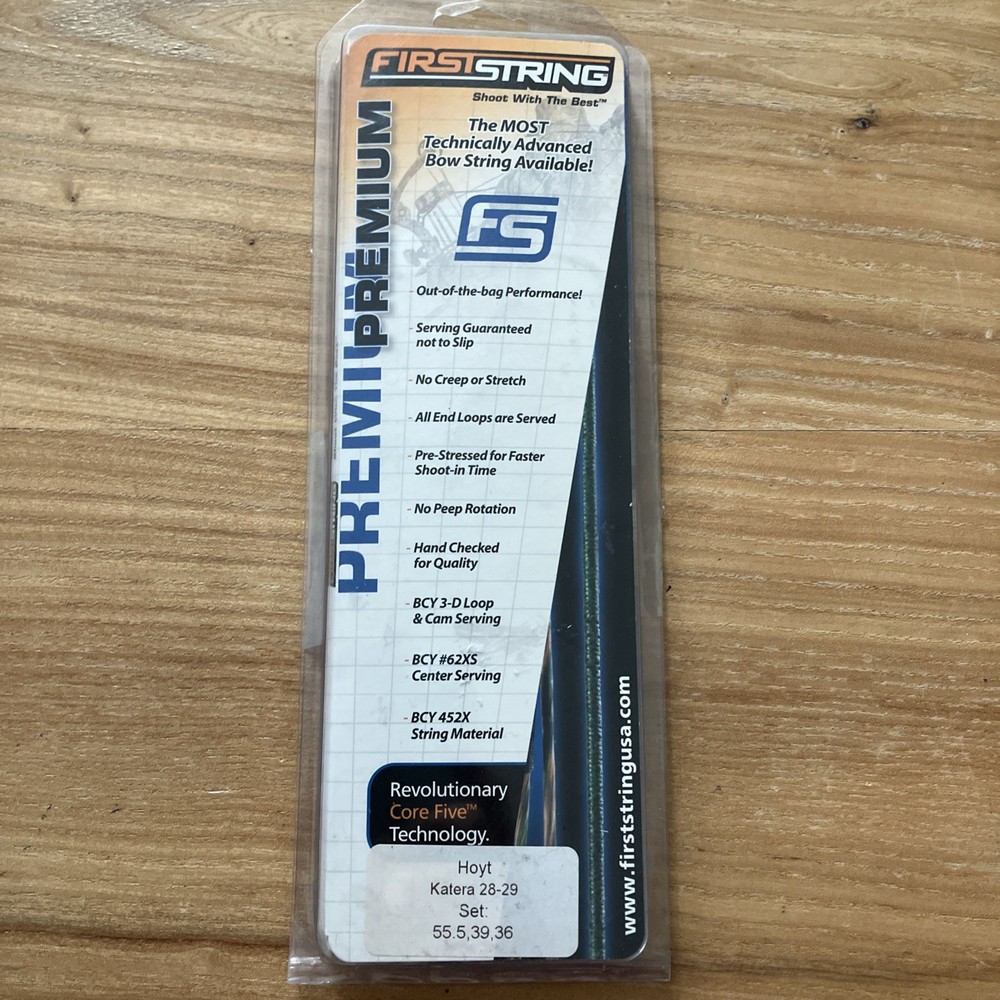 FIRSTSTRING
Shoot With The Best™
PREMIUM
PREMIUM
The MOST
Technically Advanced
Bow String Available!
FS
- Out-of-the-bag Performance!
- Serving Guaranteed
not to Slip
- No Creep or Stretch
- All End Loops are Served
- Pre-Stressed for Faster
Shoot-in Time
- No Peep Rotation
- Hand Checked
for Quality
- BCY 3-D Loop
& Cam Serving
- BCY #62XS
Center Serving
- BCY 452X
String Material
Revolutionary
Core Five™
Technology.
Hoyt
Katera 28-29
Set:
55.5,39,36
www.firststringusa.com